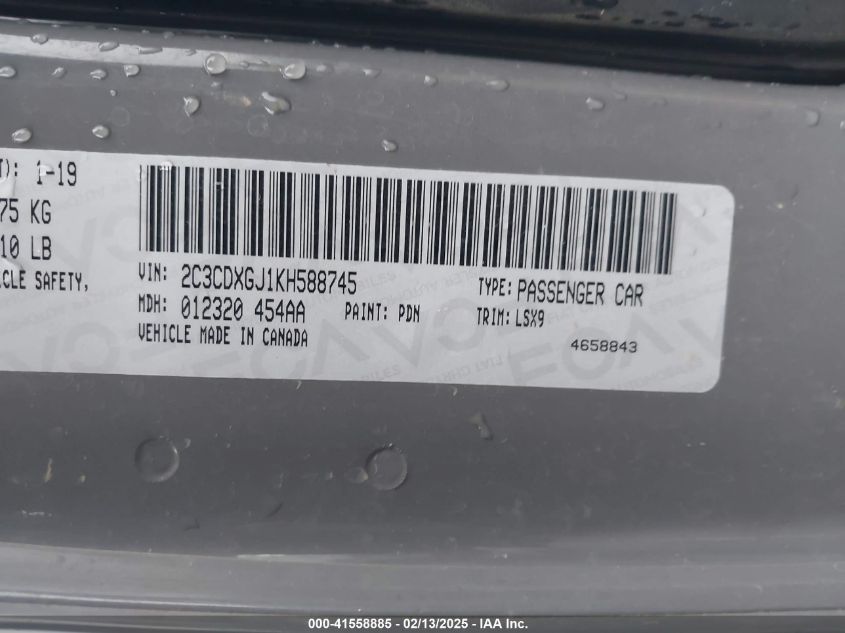 T): 1-19
75 KG
10 LB
ICLE SAFETY,
VIN: 2C3CDXGJ1KH588745
TYPE: PASSENGER CAR
MDH: 012320 454AA
PAINT: PDN
TRIM: LSX9
VEHICLE MADE IN CANADA
4658843
000-41558885 - 02/13/2025 - IAA Inc.